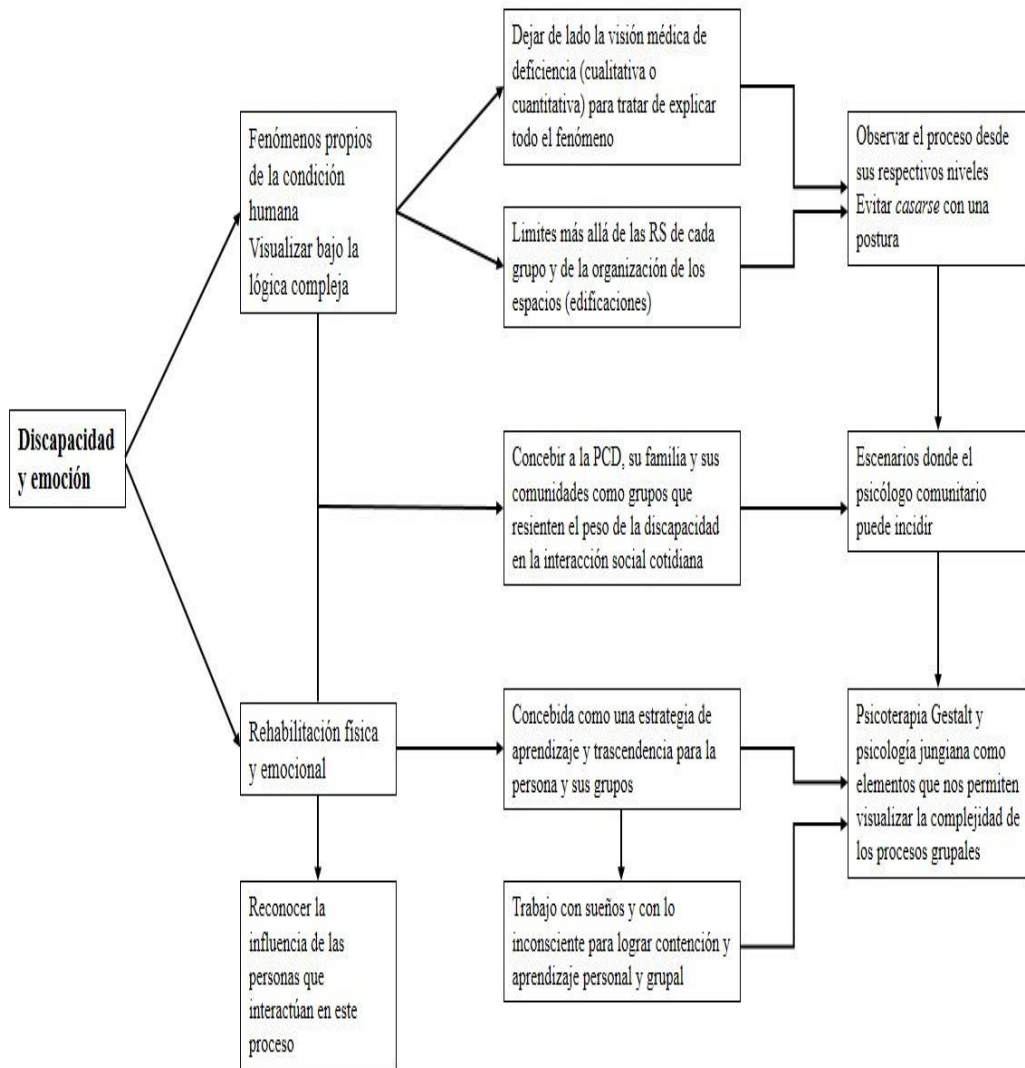 Discapacidad
y emoción
Fenómenos propios
de la condición
humana
Visualizar bajo la
lógica compleja
Rehabilitación física
y emocional
Reconocer la
influencia de las
personas que
interactúan en este
proceso
Dejar de lado la visión médica de
deficiencia (cualitativa o
cuantitativa) para tratar de explicar
todo el fenómeno
Limites más allá de las RS de cada
grupo y de la organización de los
espacios (edificaciones)
Concebir a la PCD, su familia y sus
comunidades como grupos que
resienten el peso de la discapacidad
en la interacción social cotidiana
Concebida como una estrategia de
aprendizaje y trascendencia para la
persona y sus grupos
Trabajo con sueños y con lo
inconsciente para lograr contención y
aprendizaje personal y grupal
Observar el proceso desde
sus respectivos niveles
Evitar casarse con una
postura
Escenarios donde el
psicólogo comunitario
puede incidir
Psicoterapia Gestalt y
psicología jungiana como
elementos que nos permiten
visualizar la complejidad de
los procesos grupales